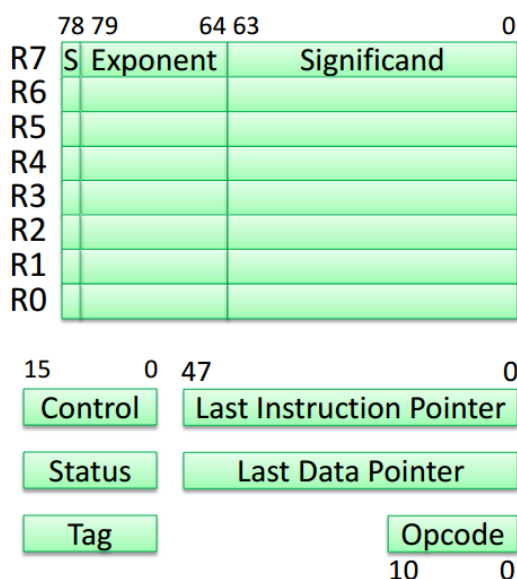 78 79 64 63 0
R7 S Exponent Significand
R6
R5
R4
R3
R2
R1
R0
15 0 47 0
Control Last Instruction Pointer
Status Last Data Pointer
Tag Opcode
10 0